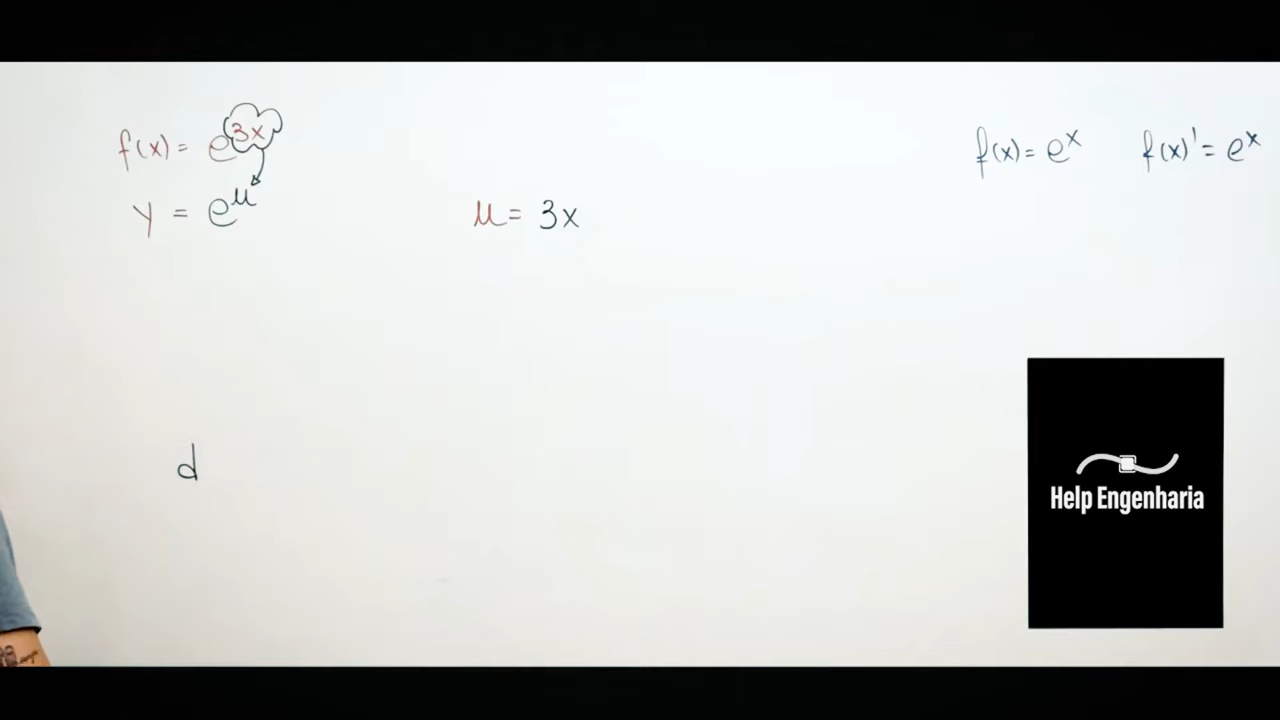 f(x) = e^{3x}
y = e^μ
μ = 3x
f(x) = e^x f(x)' = e^x
d
Help Engenharia